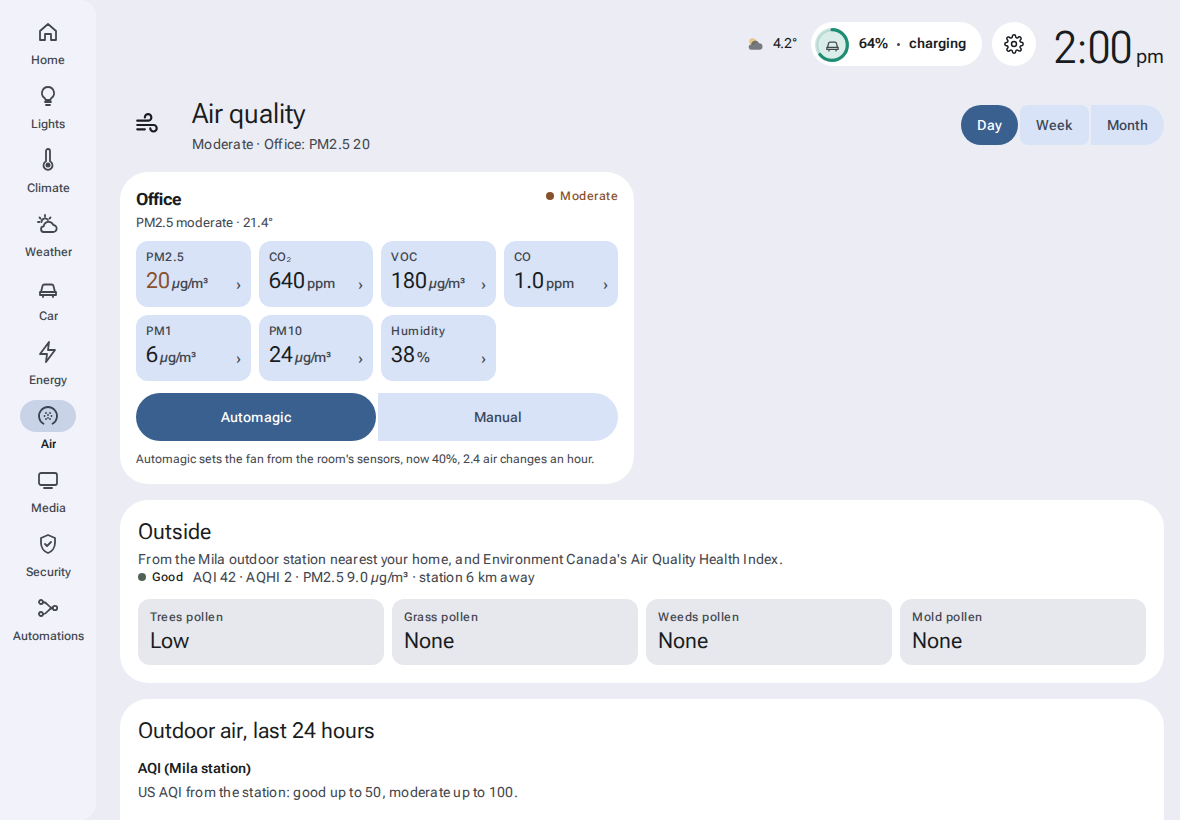 Home
Lights
Climate
Weather
Car
Energy
Air
Media
Security
Automations
4.2°
64% · charging
2:00 pm
Air quality
Moderate · Office: PM2.5 20
Day
Week
Month
Office
Moderate
PM2.5 moderate · 21.4°
PM2.5
20 µg/m³ ›
CO₂
640 ppm ›
VOC
180 µg/m³ ›
CO
1.0 ppm ›
PM1
6 µg/m³ ›
PM10
24 µg/m³ ›
Humidity
38 % ›
Automagic
Manual
Automagic sets the fan from the room's sensors, now 40%, 2.4 air changes an hour.
Outside
From the Mila outdoor station nearest your home, and Environment Canada's Air Quality Health Index.
Good AQI 42 · AQHI 2 · PM2.5 9.0 µg/m³ · station 6 km away
Trees pollen
Low
Grass pollen
None
Weeds pollen
None
Mold pollen
None
Outdoor air, last 24 hours
AQI (Mila station)
US AQI from the station: good up to 50, moderate up to 100.